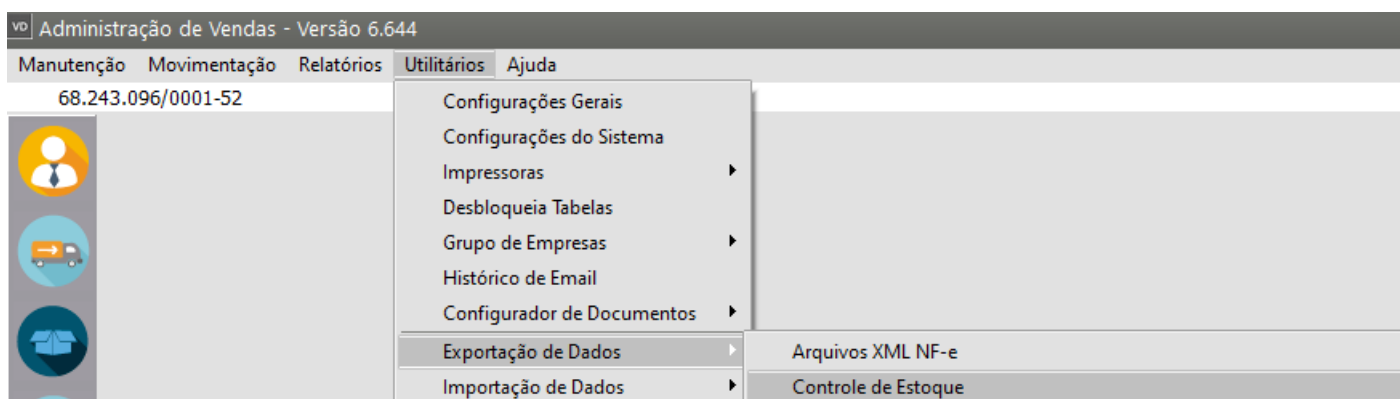 VD Administração de Vendas - Versão 6.644
Manutenção Movimentação Relatórios Utilitários Ajuda
68.243.096/0001-52
Configurações Gerais
Configurações do Sistema
Impressoras
Desbloqueia Tabelas
Grupo de Empresas
Histórico de Email
Configurador de Documentos
Exportação de Dados
Importação de Dados
Arquivos XML NF-e
Controle de Estoque